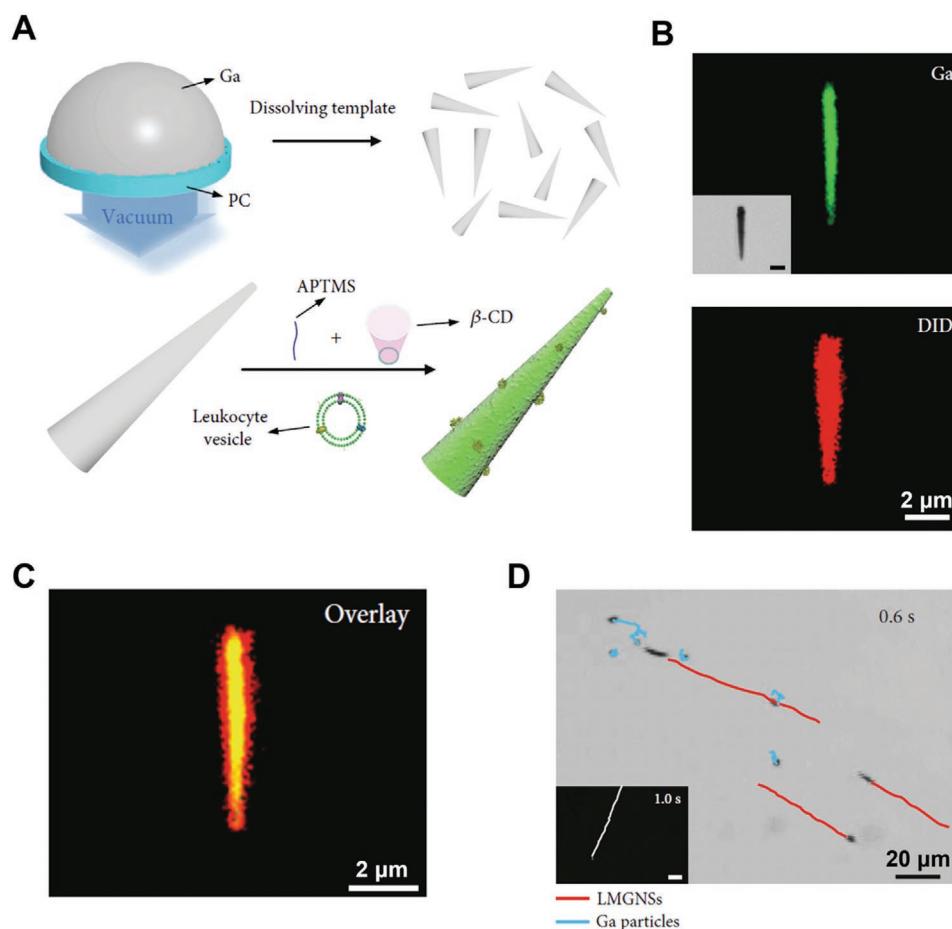 A
Ga
Dissolving template
PC
Vacuum
APTMS
+
β-CD
Leukocyte
vesicle
B
Ga
DID
2 μm
C
Overlay
2 μm
D
0.6 s
1.0 s
20 μm
LMGNSs
Ga particles